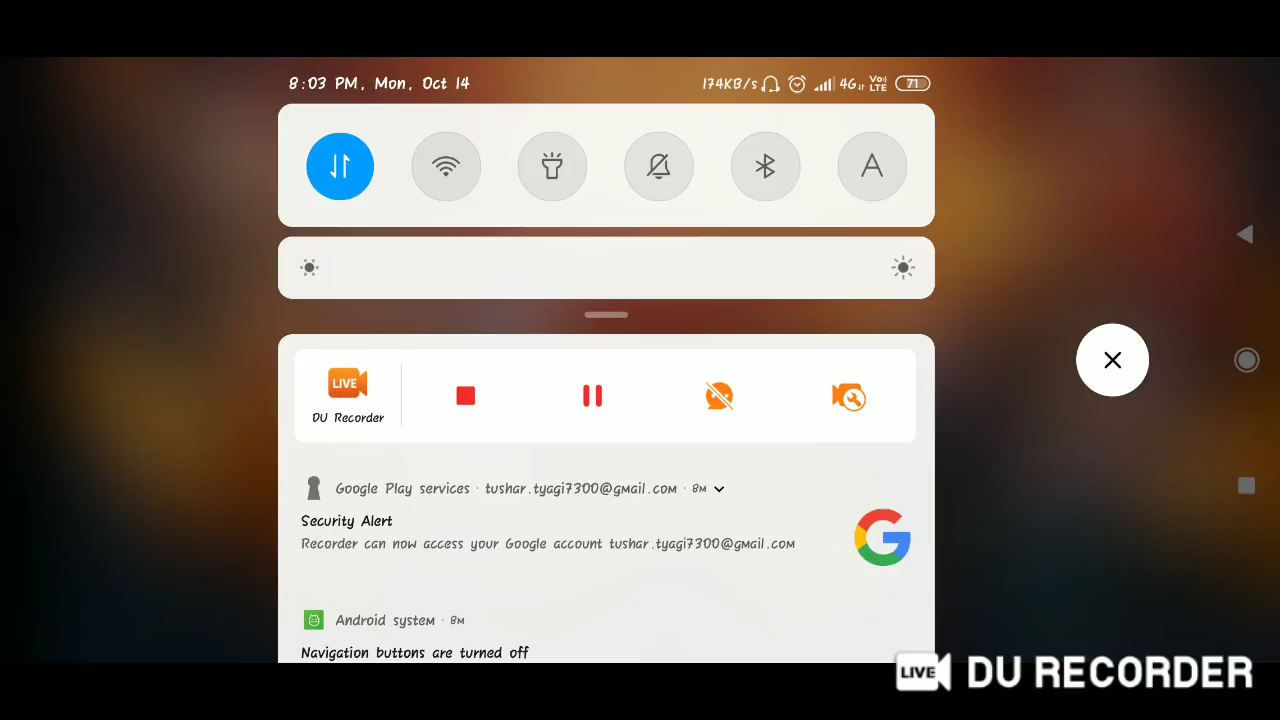 8:03 PM, Mon, Oct 14
174KB/s 4G Vo) LTE 71
A
LIVE
DU Recorder
Google Play services · tushar.tyagi7300@gmail.com · 8M
Security Alert
Recorder can now access your Google account tushar.tyagi7300@gmail.com
Android system · 8M
Navigation buttons are turned off
LIVE DU RECORDER